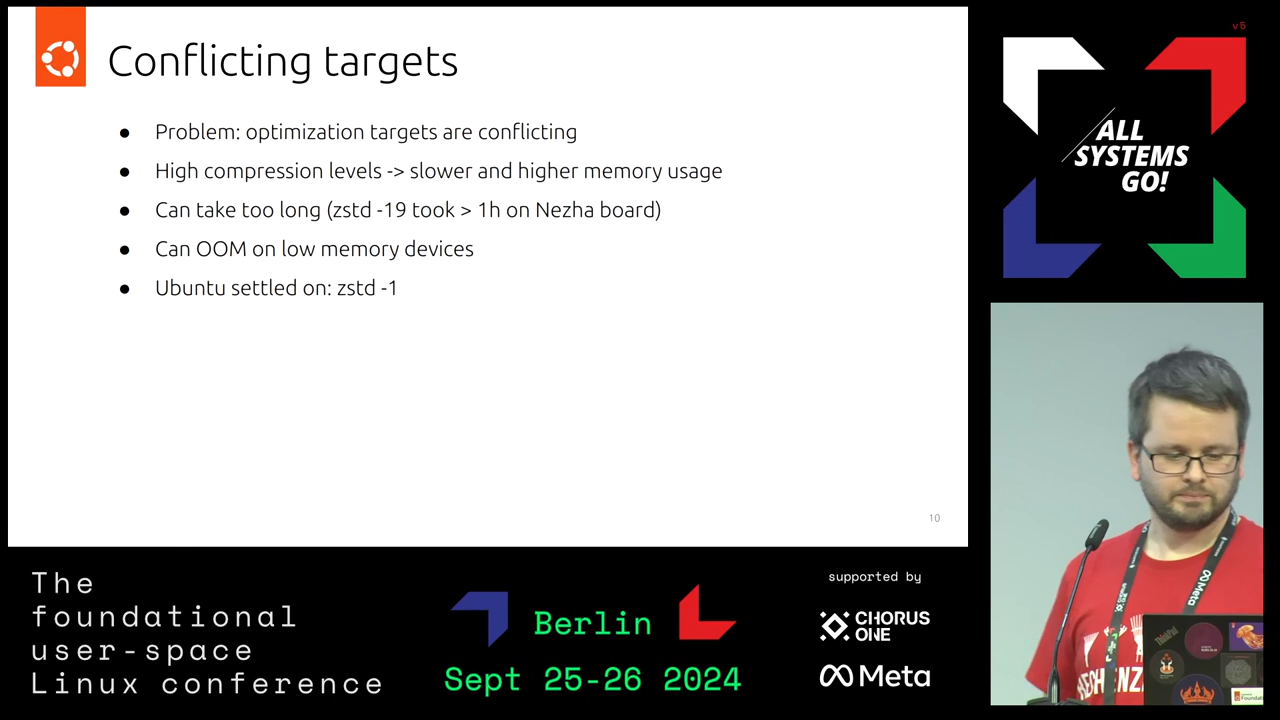 Conflicting targets
● Problem: optimization targets are conflicting
● High compression levels -> slower and higher memory usage
● Can take too long (zstd -19 took > 1h on Nezha board)
● Can OOM on low memory devices
● Ubuntu settled on: zstd -1
10
v5
ALL
SYSTEMS
GO!
The
foundational
user-space
Linux conference
Berlin
Sept 25-26 2024
supported by
CHORUS
ONE
Meta
Meta
ThinkPad